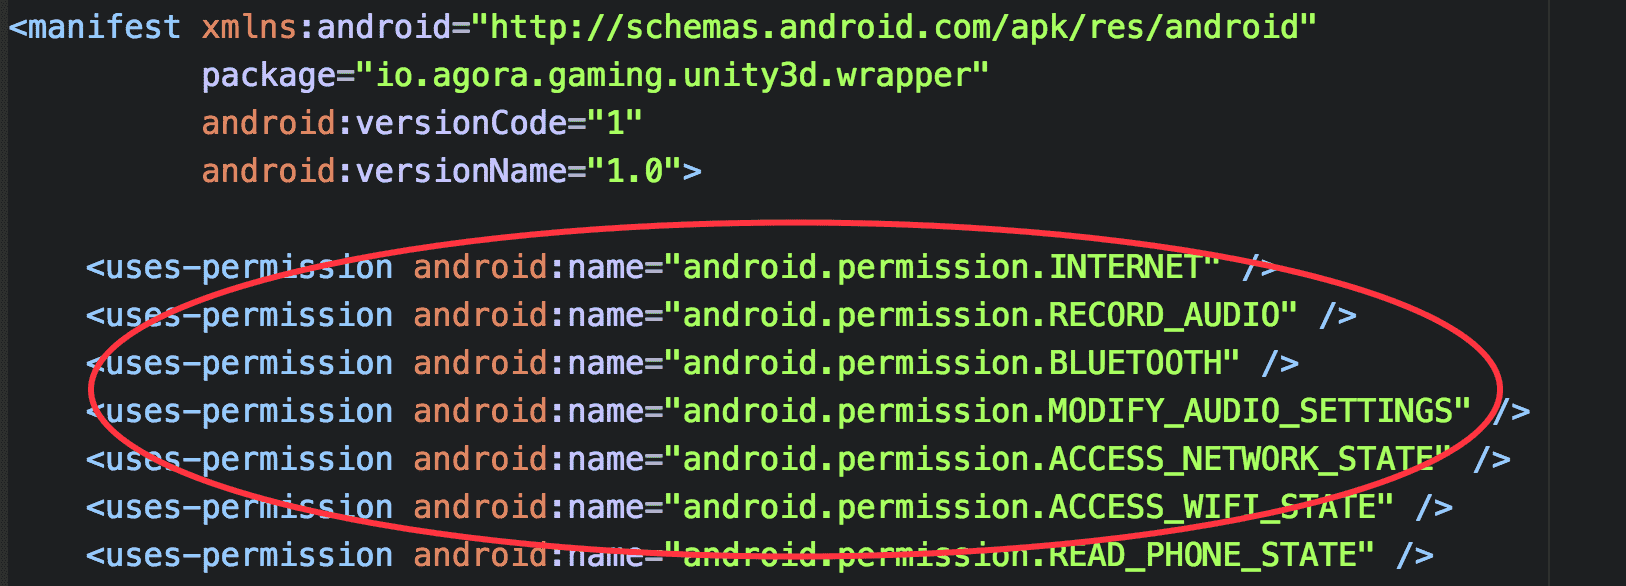 <manifest xmlns:android="http://schemas.android.com/apk/res/android"
package="io.agora.gaming.unity3d.wrapper"
android:versionCode="1"
android:versionName="1.0">
<uses-permission android:name="android.permission.INTERNET" />
<uses-permission android:name="android.permission.RECORD_AUDIO" />
<uses-permission android:name="android.permission.BLUETOOTH" />
<uses-permission android:name="android.permission.MODIFY_AUDIO_SETTINGS" />
<uses-permission android:name="android.permission.ACCESS_NETWORK_STATE" />
<uses-permission android:name="android.permission.ACCESS_WIFI_STATE" />
<uses-permission android:name="android.permission.READ_PHONE_STATE" />